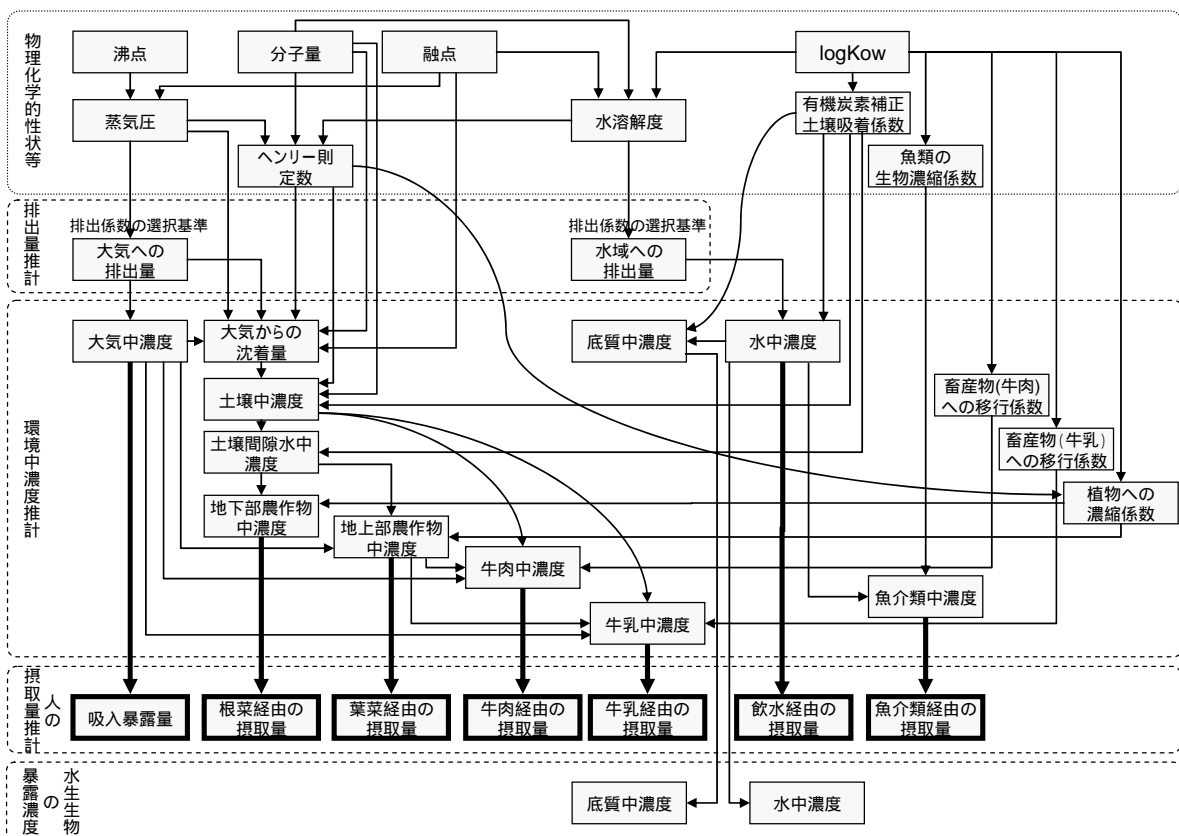 物理化学的性状等
沸点
分子量
融点
logKow
蒸気圧
水溶解度
有機炭素補正
土壌吸着係数
ヘンリー則
定数
魚類の
生物濃縮係数
排出量推計
排出係数の選択基準
大気への
排出量
排出係数の選択基準
水域への
排出量
環境中濃度推計
大気中濃度
大気からの
沈着量
底質中濃度
水中濃度
土壌中濃度
畜産物(牛肉)
への移行係数
土壌間隙水中
濃度
畜産物(牛乳)
への移行係数
地下部農作物
中濃度
植物への
濃縮係数
地上部農作物
中濃度
牛肉中濃度
魚介類中濃度
牛乳中濃度
人の
摂取量推計
吸入暴露量
根菜経由の
摂取量
葉菜経由の
摂取量
牛肉経由の
摂取量
牛乳経由の
摂取量
飲水経由の
摂取量
魚介類経由の
摂取量
水生生物
の
暴露濃度
底質中濃度
水中濃度